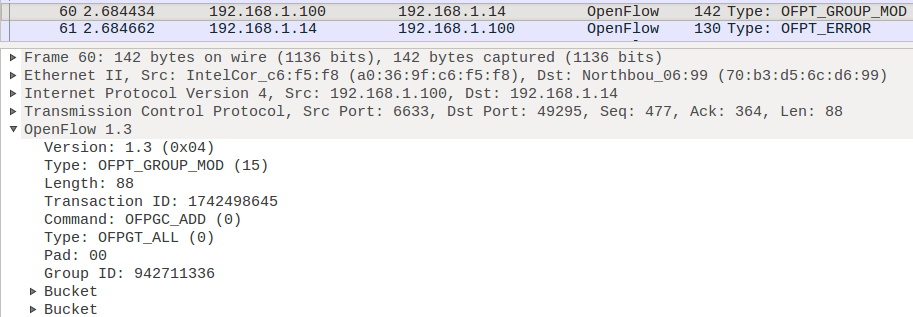 60 2.684434 192.168.1.100 192.168.1.14 OpenFlow 142 Type: OFPT_GROUP_MOD
61 2.684662 192.168.1.14 192.168.1.100 OpenFlow 130 Type: OFPT_ERROR
Frame 60: 142 bytes on wire (1136 bits), 142 bytes captured (1136 bits)
Ethernet II, Src: IntelCor_c6:f5:f8 (a0:36:9f:c6:f5:f8), Dst: Northbou_06:99 (70:b3:d5:6c:d6:99)
Internet Protocol Version 4, Src: 192.168.1.100, Dst: 192.168.1.14
Transmission Control Protocol, Src Port: 6633, Dst Port: 49295, Seq: 477, Ack: 364, Len: 88
OpenFlow 1.3
Version: 1.3 (0x04)
Type: OFPT_GROUP_MOD (15)
Length: 88
Transaction ID: 1742498645
Command: OFPGC_ADD (0)
Type: OFPGT_ALL (0)
Pad: 00
Group ID: 942711336
Bucket
Bucket